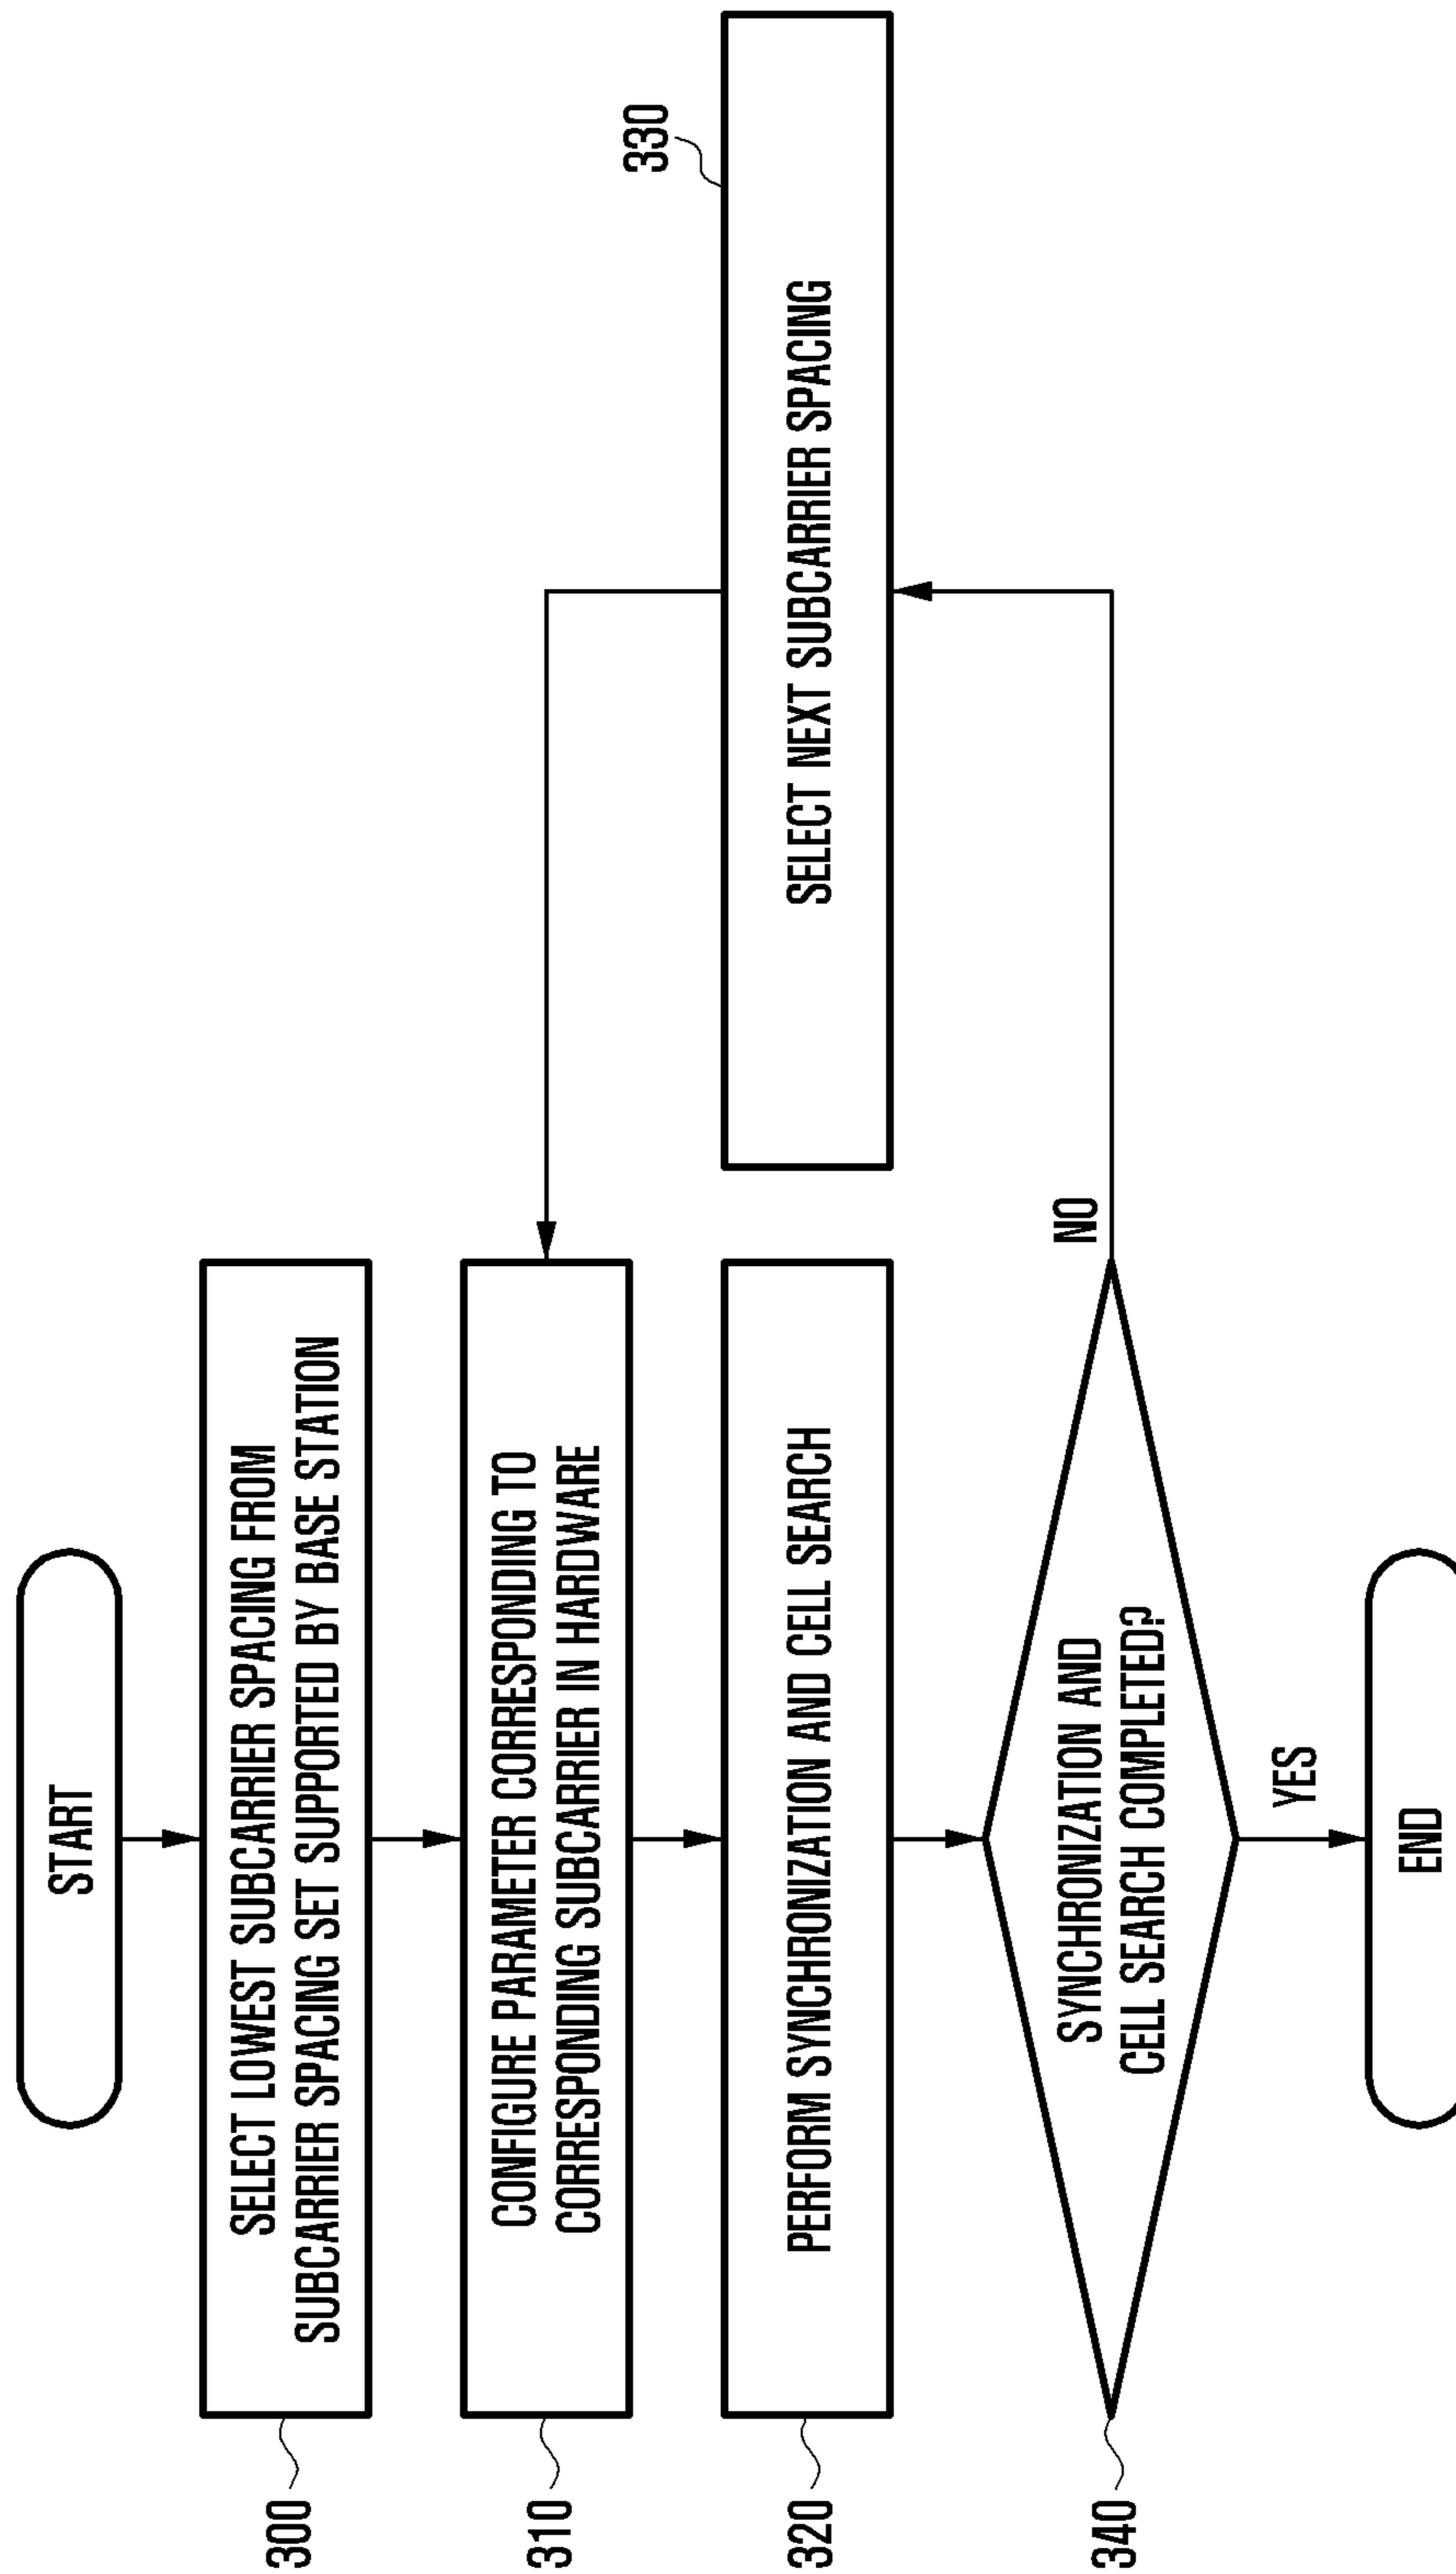 START
300
SELECT LOWEST SUBCARRIER SPACING FROM
SUBCARRIER SPACING SET SUPPORTED BY BASE STATION
310
CONFIGURE PARAMETER CORRESPONDING TO
CORRESPONDING SUBCARRIER IN HARDWARE
320
PERFORM SYNCHRONIZATION AND CELL SEARCH
330
SELECT NEXT SUBCARRIER SPACING
340
SYNCHRONIZATION AND
CELL SEARCH COMPLETED?
NO
YES
END